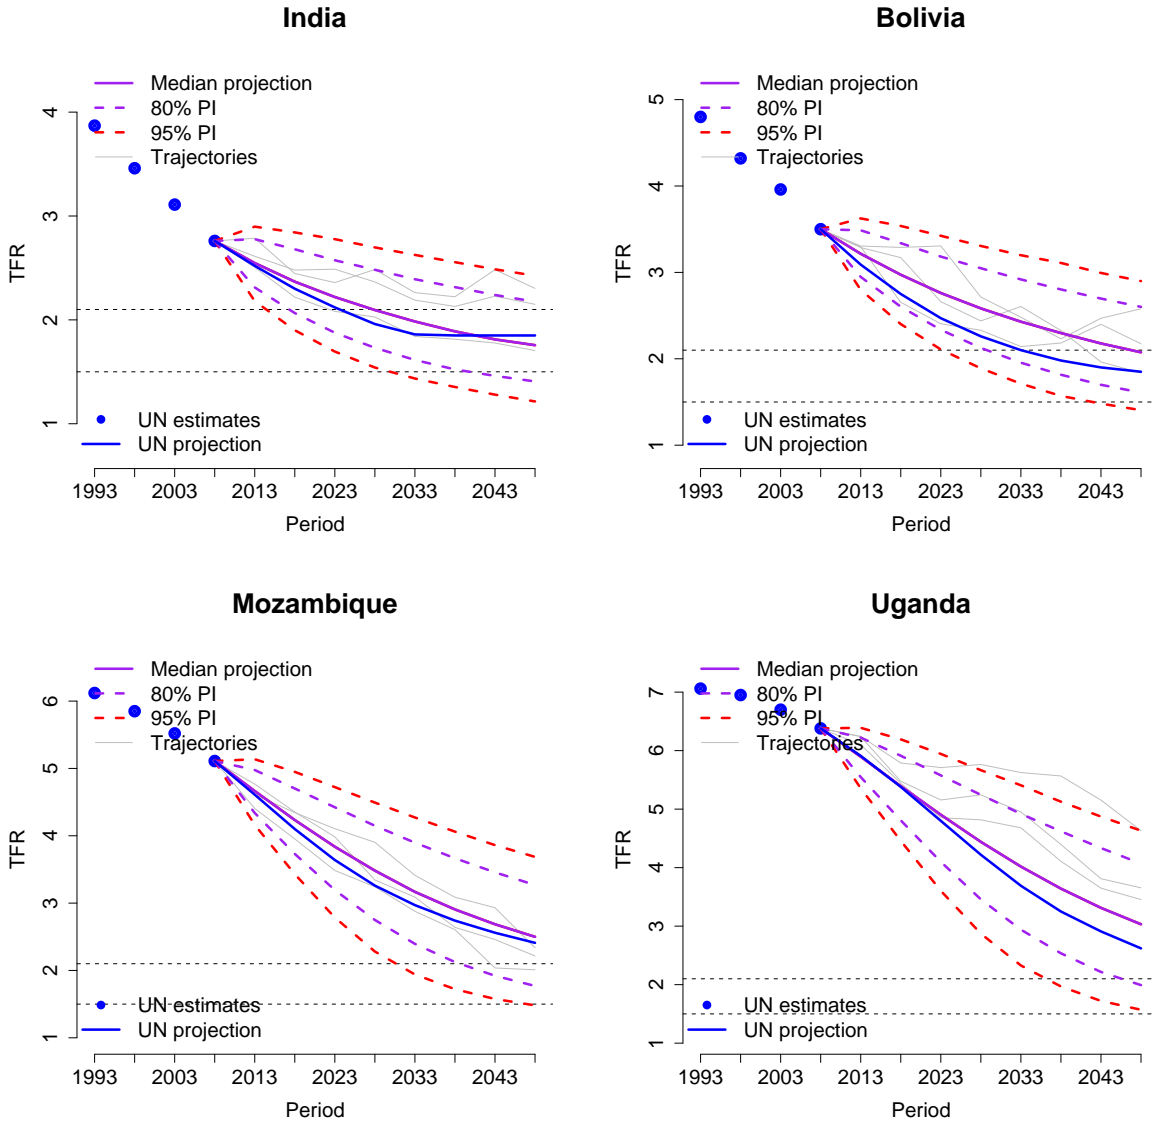 India
Median projection
80% PI
95% PI
Trajectories
4
3
2
1
TFR
UN estimates
UN projection
1993 2003 2013 2023 2033 2043
Period
Bolivia
Median projection
80% PI
95% PI
Trajectories
5
4
3
2
1
TFR
UN estimates
UN projection
1993 2003 2013 2023 2033 2043
Period
Mozambique
Median projection
80% PI
95% PI
Trajectories
6
5
4
3
2
1
TFR
UN estimates
UN projection
1993 2003 2013 2023 2033 2043
Period
Uganda
Median projection
80% PI
95% PI
Trajectories
7
6
5
4
3
2
1
TFR
UN estimates
UN projection
1993 2003 2013 2023 2033 2043
Period